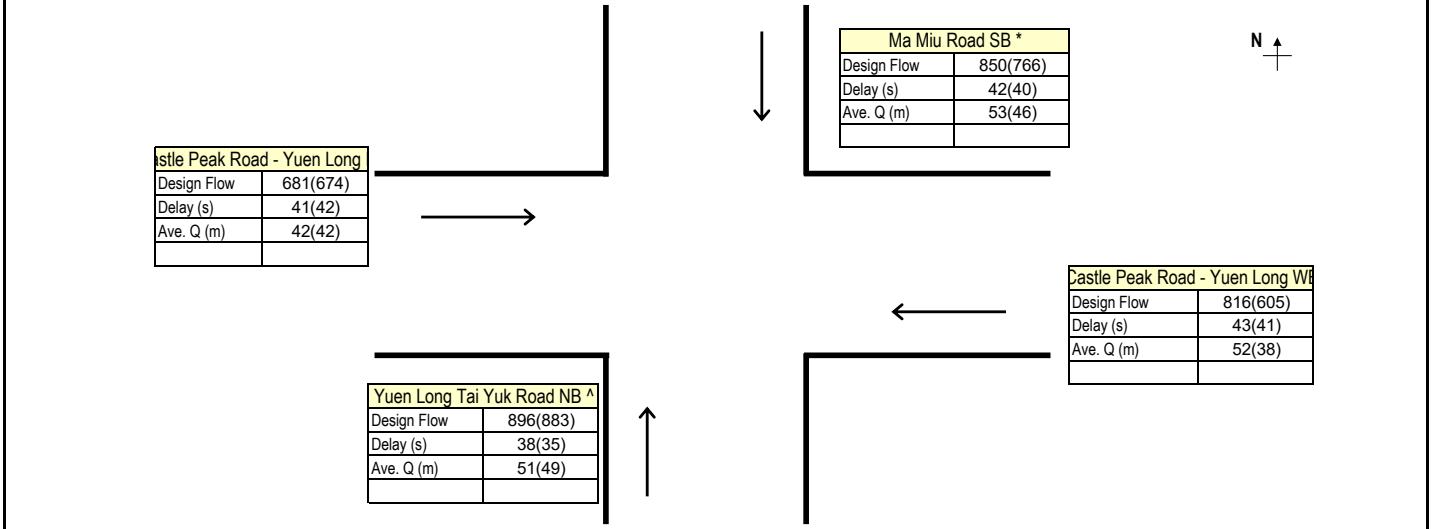 Ma Miu Road SB *
Design Flow 850(766)
Delay (s) 42(40)
Ave. Q (m) 53(46)
N
astle Peak Road - Yuen Long
Design Flow 681(674)
Delay (s) 41(42)
Ave. Q (m) 42(42)
Castle Peak Road - Yuen Long WB
Design Flow 816(605)
Delay (s) 43(41)
Ave. Q (m) 52(38)
Yuen Long Tai Yuk Road NB ^
Design Flow 896(883)
Delay (s) 38(35)
Ave. Q (m) 51(49)